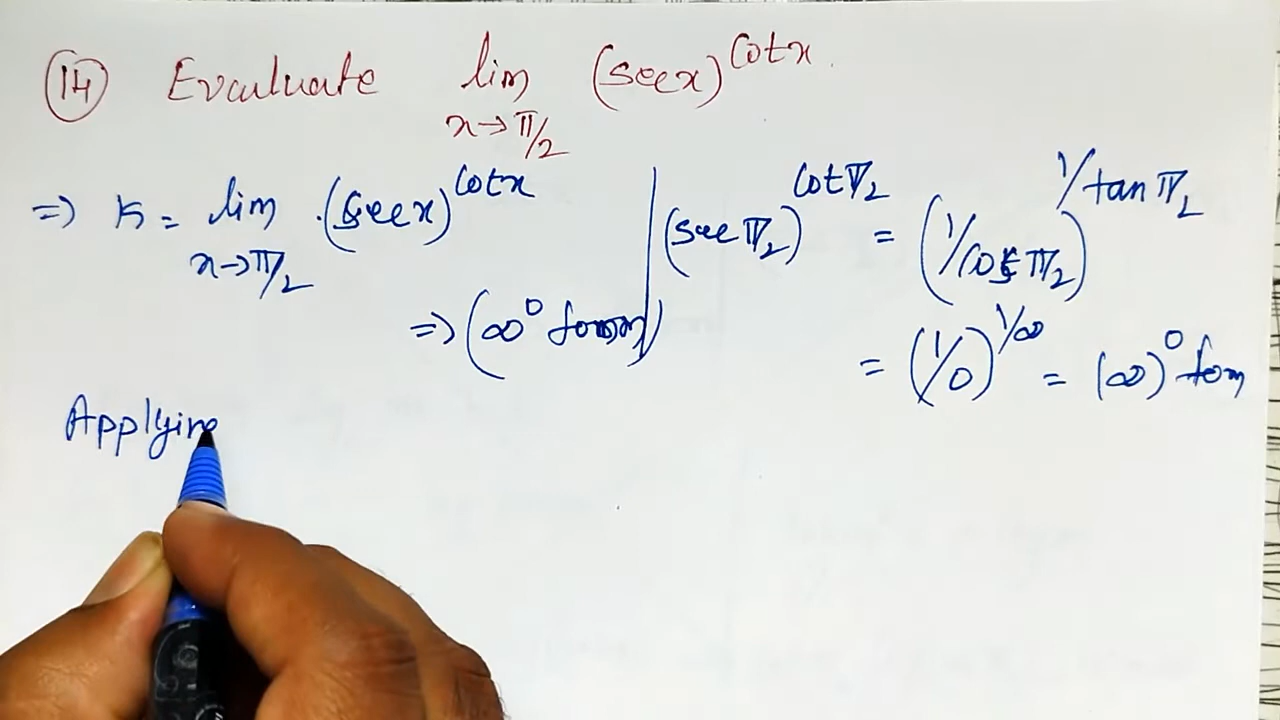 (14) Evaluate lim x→π/2 (secx)^cotx.
⇒ K = lim x→π/2 .(secx)^cotx
⇒ (∞^0 form)
(sec π/2)^cot π/2 = (1/cos π/2)^1/tan π/2
= (1/0)^1/∞ = (∞)^0 form
Applying